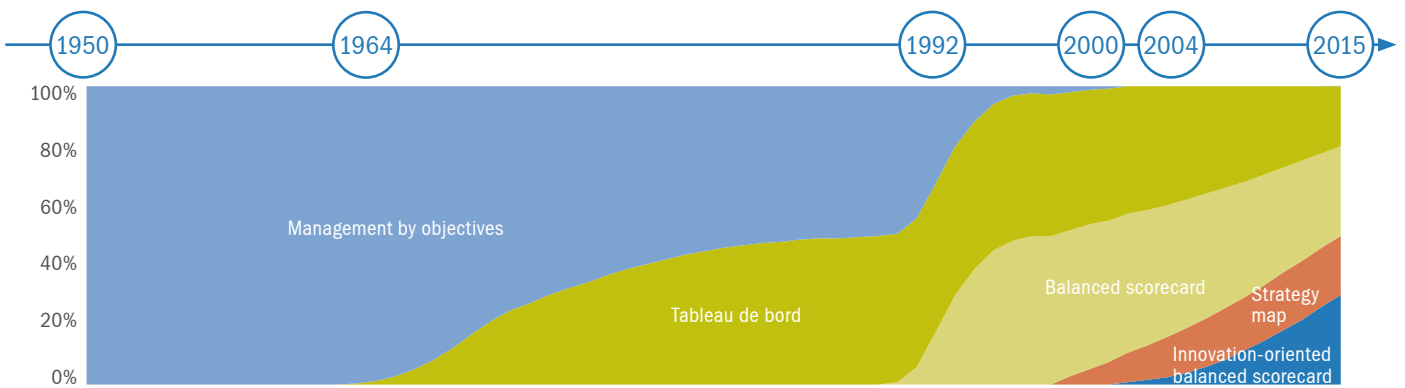 1950 1964 1992 2000 2004 2015
100%
80%
60%
40%
20%
0%
Management by objectives
Tableau de bord
Balanced scorecard
Strategy
map
Innovation-oriented
balanced scorecard